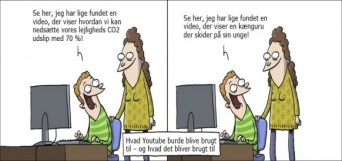 Se her, jeg har lige fundet en
video, der viser hvordan vi kan
nedsætte vores lejligheds CO2
udslip med 70 %!
Se her, jeg har lige fundet en
video, der viser en kænguru
der skider på sin unge!
Hvad Youtube burde blive brugt
til - og hvad det bliver brugt til